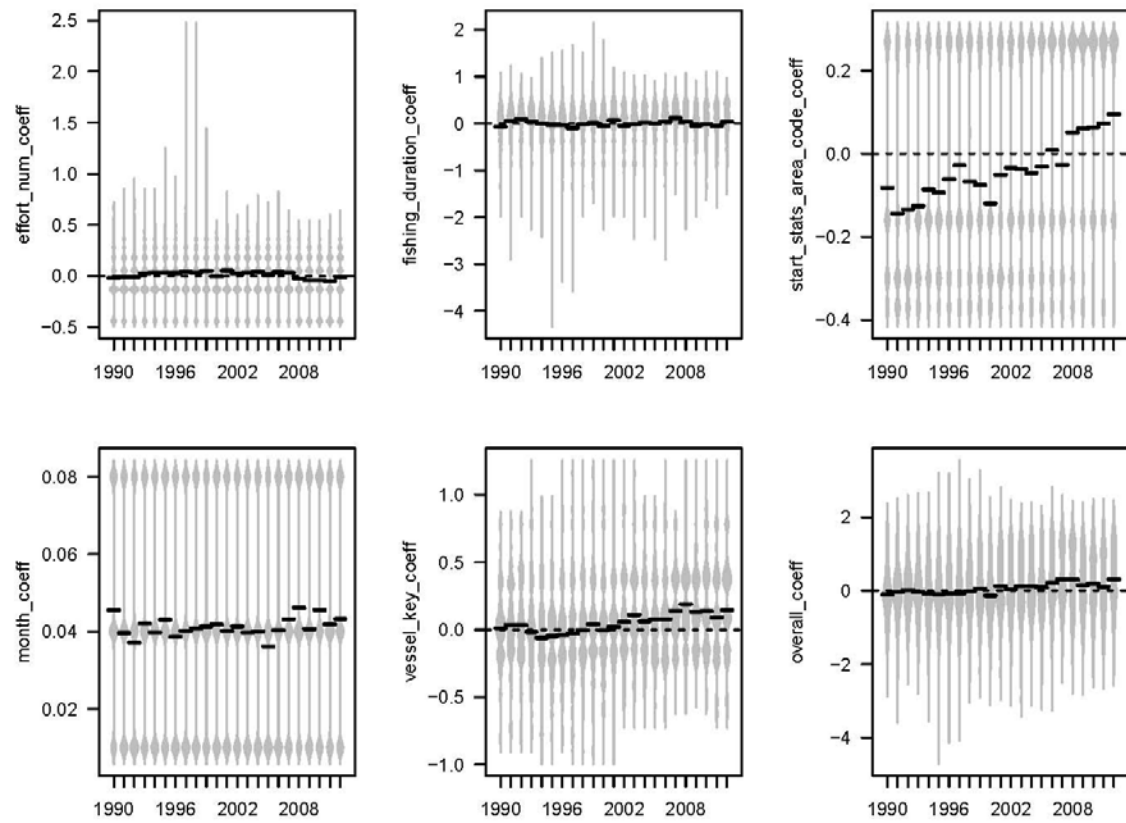 effort_num_coeff
2.5
2.0
1.5
1.0
0.5
0.0
−0.5
1990 1996 2002 2008
fishing_duration_coeff
2
1
0
−1
−2
−3
−4
1990 1996 2002 2008
start_stats_area_code_coeff
0.2
0.0
−0.2
−0.4
1990 1996 2002 2008
month_coeff
0.08
0.06
0.04
0.02
1990 1996 2002 2008
vessel_key_coeff
1.0
0.5
0.0
−0.5
−1.0
1990 1996 2002 2008
overall_coeff
2
0
−2
−4
1990 1996 2002 2008